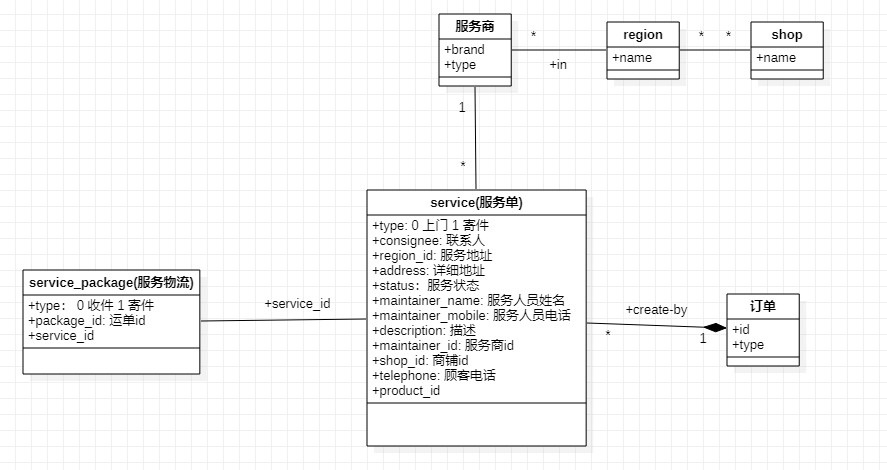 服务商
+brand
+type
*
+in
region
+name
*
*
shop
+name
1
*
service(服务单)
+type: 0 上门 1 寄件
+consignee: 联系人
+region_id: 服务地址
+address: 详细地址
+status：服务状态
+maintainer_name: 服务人员姓名
+maintainer_mobile: 服务人员电话
+description: 描述
+maintainer_id: 服务商id
+shop_id: 商铺id
+telephone: 顾客电话
+product_id
service_package(服务物流)
+type： 0 收件 1 寄件
+package_id: 运单id
+service_id
+service_id
+create-by
*
1
订单
+id
+type